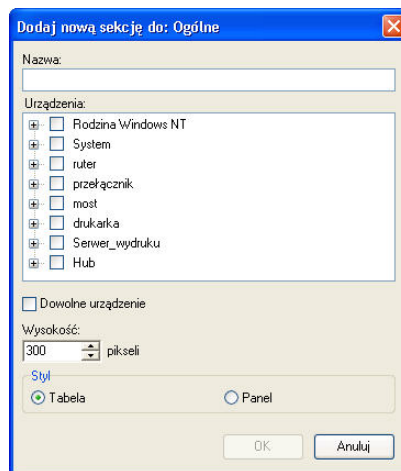 Dodaj nową sekcję do: Ogólne
Nazwa:
Urządzenia:
Rodzina Windows NT
System
ruter
przełącznik
most
drukarka
Serwer_wydruku
Hub
Dowolne urządzenie
Wysokość:
300 pikseli
Styl
Tabela Panel
OK Anuluj